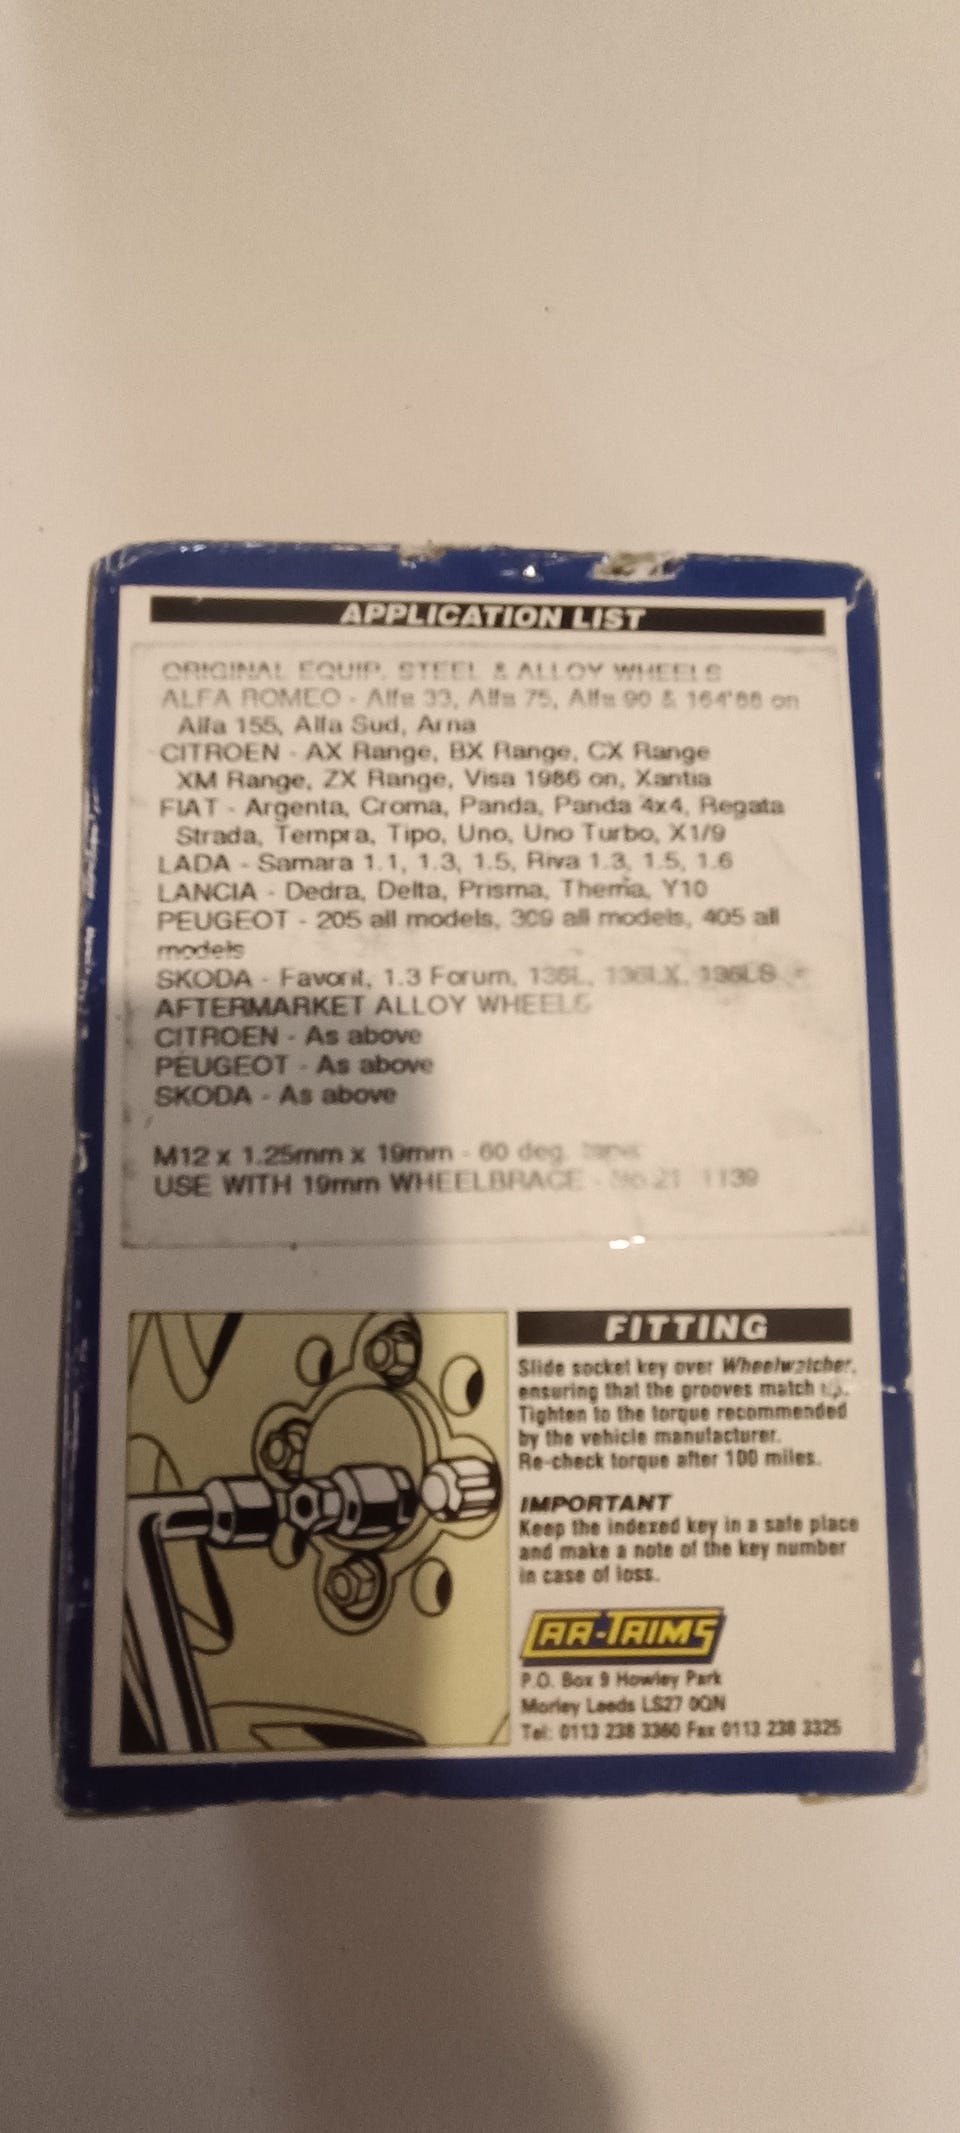 APPLICATION LIST
ORIGINAL EQUIP. STEEL & ALLOY WHEELS
ALFA ROMEO - Alfa 33, Alfa 75, Alfa 90 & 164'88 on
Alfa 155, Alfa Sud, Arna
CITROEN - AX Range, BX Range, CX Range
XM Range, ZX Range, Visa 1986 on, Xantia
FIAT - Argenta, Croma, Panda, Panda 4x4, Regata
Strada, Tempra, Tipo, Uno, Uno Turbo, X1/9
LADA - Samara 1.1, 1.3, 1.5, Riva 1.3, 1.5, 1.6
LANCIA - Dedra, Delta, Prisma, Thema, Y10
PEUGEOT - 205 all models, 309 all models, 405 all
models
SKODA - Favorit, 1.3 Forum, 136L, 136LX, 136LS
AFTERMARKET ALLOY WHEELS
CITROEN - As above
PEUGEOT - As above
SKODA - As above
M12 x 1.25mm x 19mm - 60 deg.
USE WITH 19mm WHEELBRACE - No.21 1139
FITTING
Slide socket key over Wheelwatcher,
ensuring that the grooves match up.
Tighten to the torque recommended
by the vehicle manufacturer.
Re-check torque after 100 miles.
IMPORTANT
Keep the indexed key in a safe place
and make a note of the key number
in case of loss.
CAR-TRIMS
P.O. Box 9 Howley Park
Morley Leeds LS27 0QN
Tel: 0113 238 3360 Fax 0113 238 3325